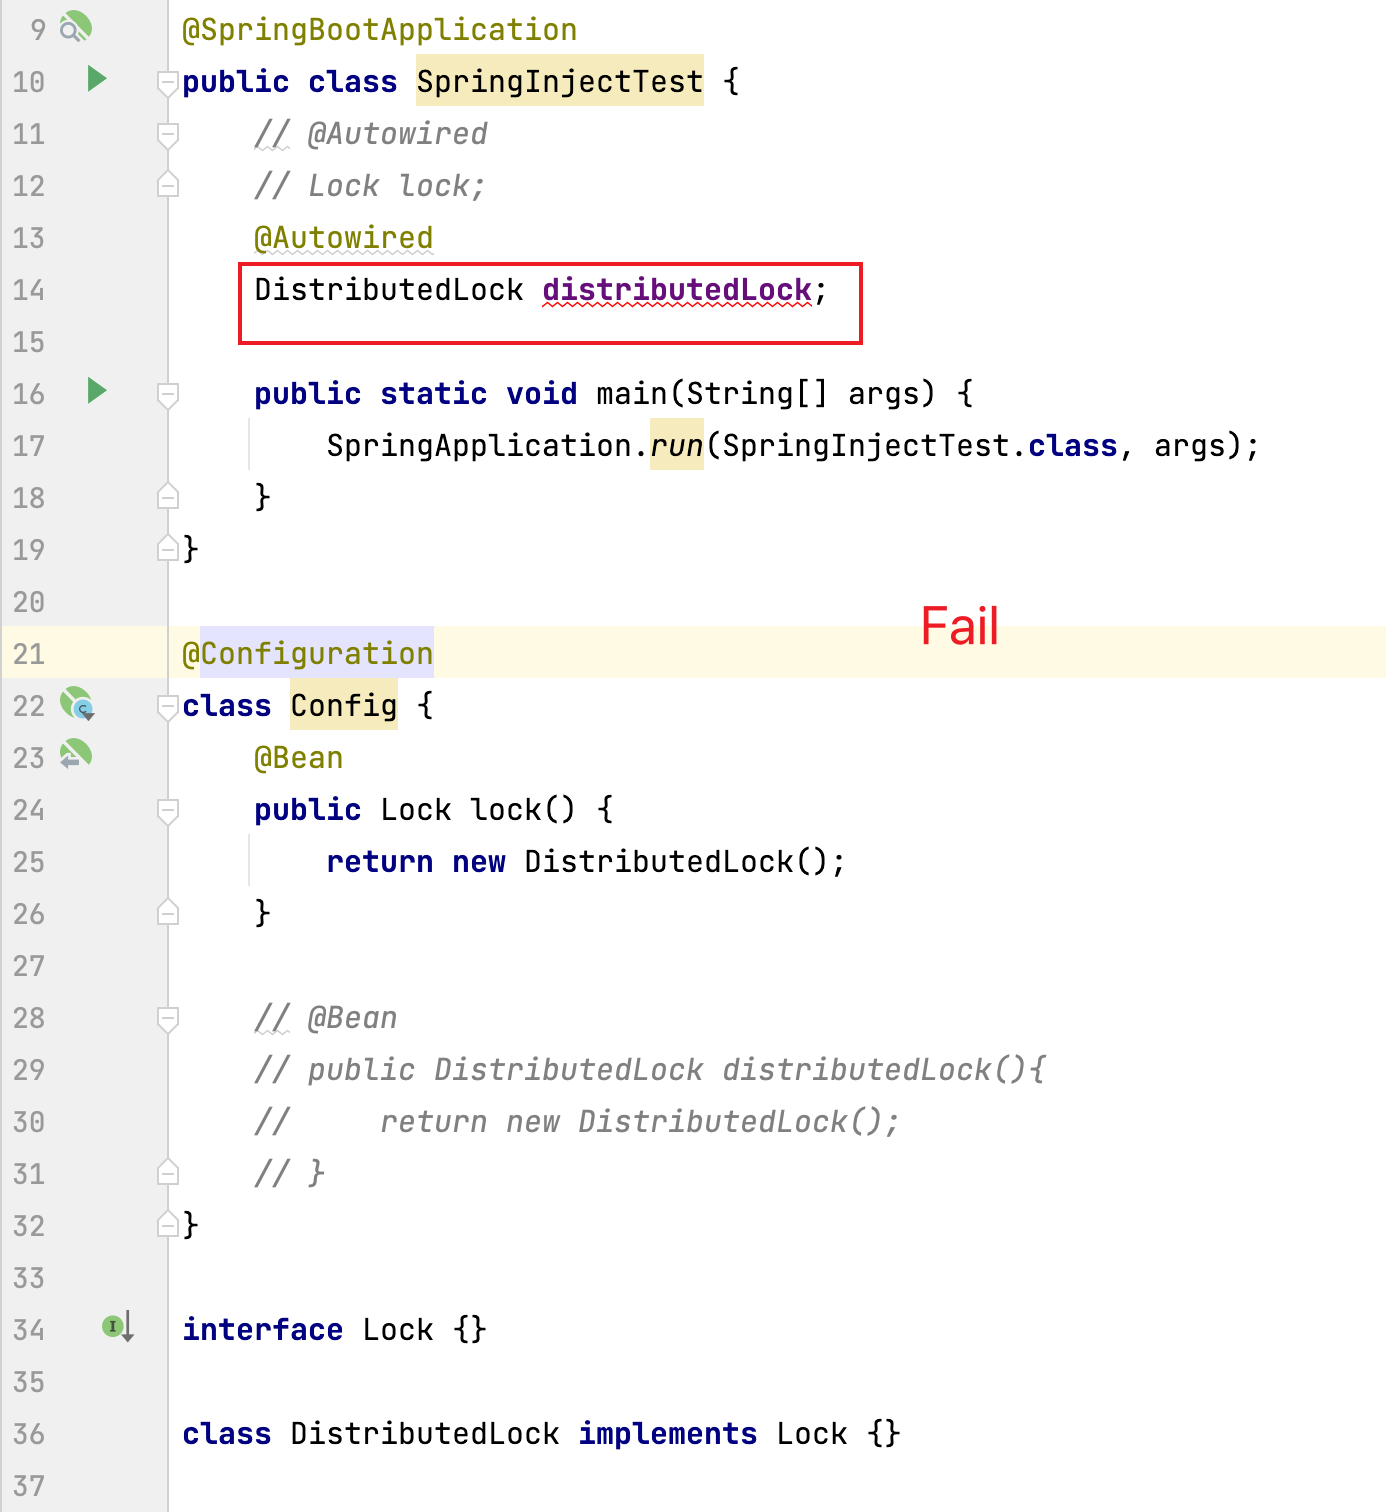 9 @SpringBootApplication
10 public class SpringInjectTest {
11     // @Autowired
12     // Lock lock;
13     @Autowired
14     DistributedLock distributedLock;
15
16     public static void main(String[] args) {
17         SpringApplication.run(SpringInjectTest.class, args);
18     }
19 }
20
Fail
21 @Configuration
22 class Config {
23     @Bean
24     public Lock lock() {
25         return new DistributedLock();
26     }
27
28     // @Bean
29     // public DistributedLock distributedLock(){
30     //     return new DistributedLock();
31     // }
32 }
33
34 interface Lock {}
35
36 class DistributedLock implements Lock {}
37